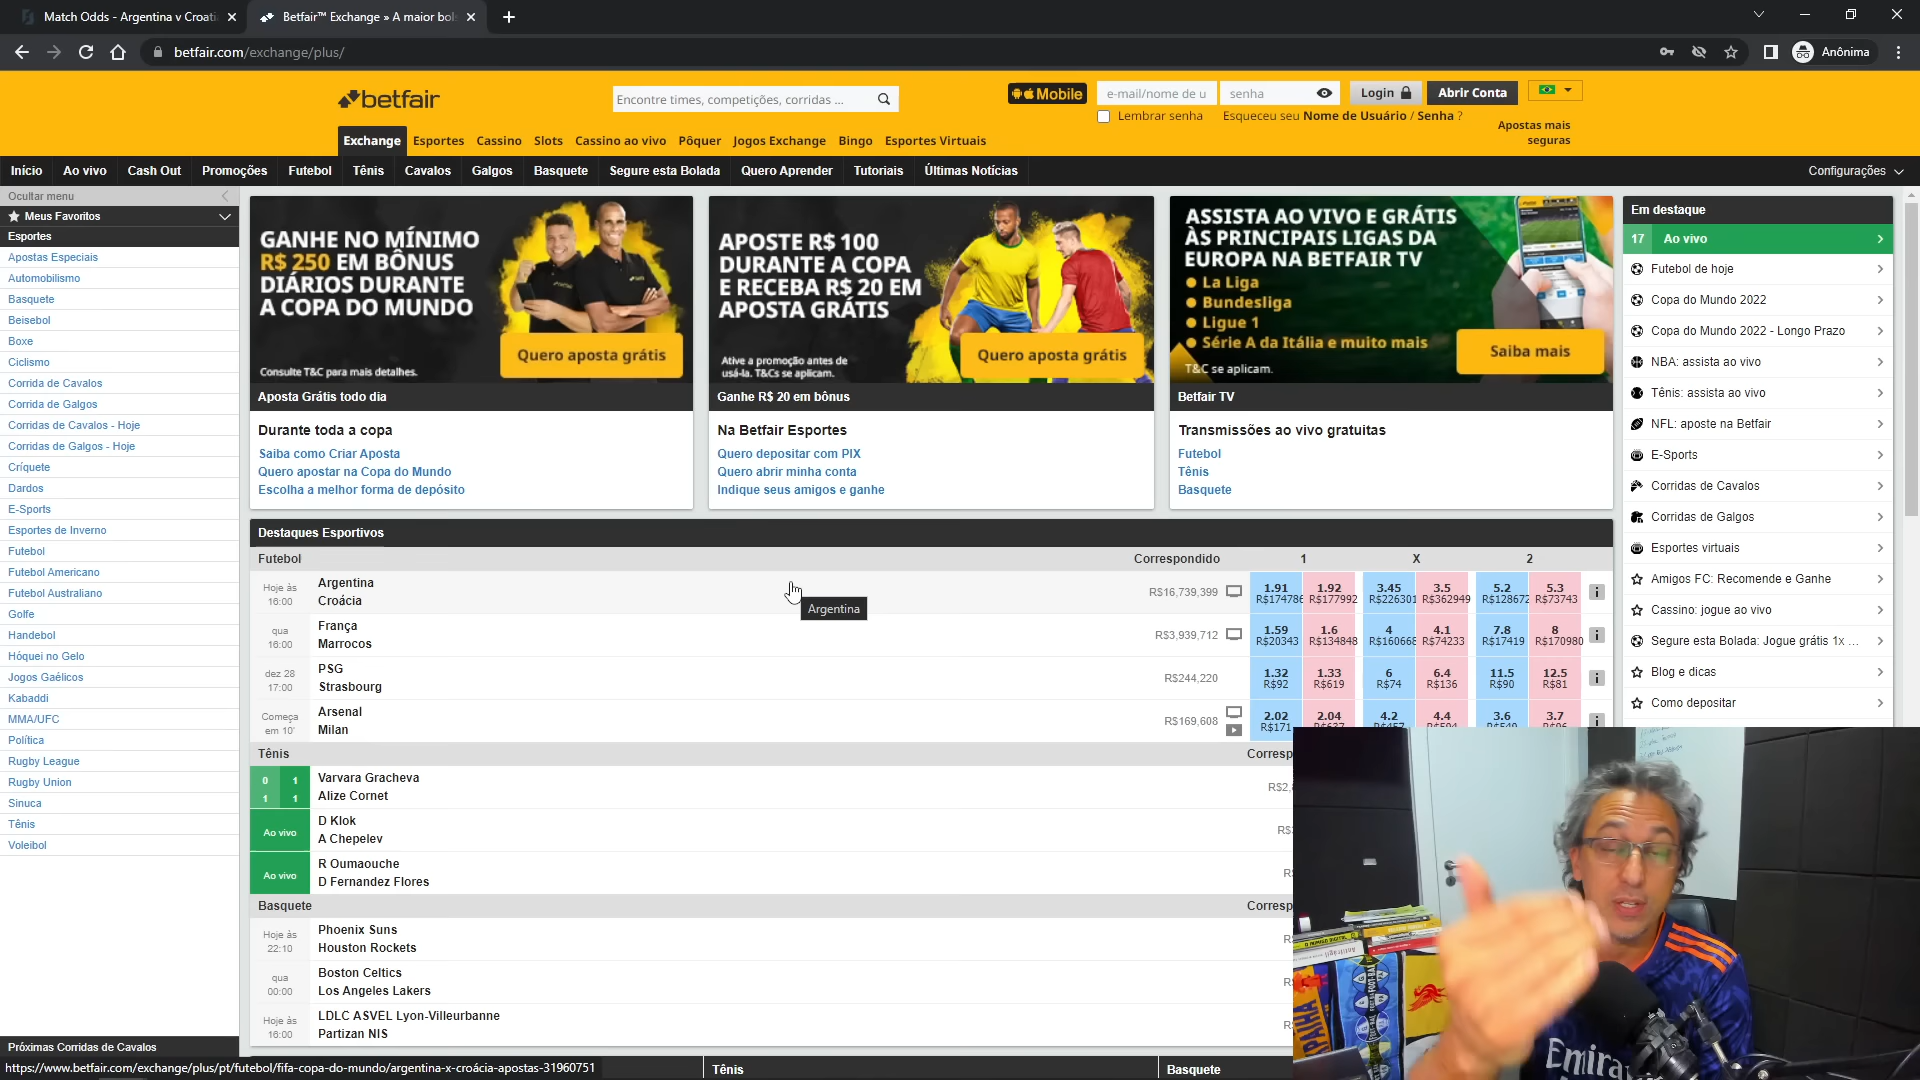 Match Odds - Argentina v Croati
Betfair™ Exchange » A maior bols
betfair.com/exchange/plus/
Anônima
betfair
Encontre times, competições, corridas ...
Mobile
e-mail/nome de u
senha
Login
Abrir Conta
Lembrar senha
Esqueceu seu Nome de Usuário / Senha ?
Apostas mais
seguras
Exchange Esportes Cassino Slots Cassino ao vivo Pôquer Jogos Exchange Bingo Esportes Virtuais
Início Ao vivo Cash Out Promoções Futebol Tênis Cavalos Galgos Basquete Segure esta Bolada Quero Aprender Tutoriais Últimas Notícias Configurações
Ocultar menu
Meus Favoritos
Esportes
Apostas Especiais
Automobilismo
Basquete
Beisebol
Boxe
Ciclismo
Corrida de Cavalos
Corrida de Galgos
Corridas de Cavalos - Hoje
Corridas de Galgos - Hoje
Críquete
Dardos
E-Sports
Esportes de Inverno
Futebol
Futebol Americano
Futebol Australiano
Golfe
Handebol
Hóquei no Gelo
Jogos Gaélicos
Kabaddi
MMA/UFC
Política
Rugby League
Rugby Union
Sinuca
Tênis
Voleibol
Próximas Corridas de Cavalos
GANHE NO MÍNIMO
R$ 250 EM BÔNUS
DIÁRIOS DURANTE
A COPA DO MUNDO
Quero aposta grátis
Consulte T&C para mais detalhes.
Aposta Grátis todo dia
Durante toda a copa
Saiba como Criar Aposta
Quero apostar na Copa do Mundo
Escolha a melhor forma de depósito
APOSTE R$ 100
DURANTE A COPA
E RECEBA R$ 20 EM
APOSTA GRÁTIS
Quero aposta grátis
Ative a promoção antes de
usá-la. T&Cs se aplicam.
Ganhe R$ 20 em bônus
Na Betfair Esportes
Quero depositar com PIX
Quero abrir minha conta
Indique seus amigos e ganhe
ASSISTA AO VIVO E GRÁTIS
ÀS PRINCIPAIS LIGAS DA
EUROPA NA BETFAIR TV
La Liga
Bundesliga
Ligue 1
Série A da Itália e muito mais
Saiba mais
T&C se aplicam.
Betfair TV
Transmissões ao vivo gratuitas
Futebol
Tênis
Basquete
Em destaque
17 Ao vivo
Futebol de hoje
Copa do Mundo 2022
Copa do Mundo 2022 - Longo Prazo
NBA: assista ao vivo
Tênis: assista ao vivo
NFL: aposte na Betfair
E-Sports
Corridas de Cavalos
Corridas de Galgos
Esportes virtuais
Amigos FC: Recomende e Ganhe
Cassino: jogue ao vivo
Segure esta Bolada: Jogue grátis 1x ...
Blog e dicas
Como depositar
Destaques Esportivos
Futebol Correspondido 1 X 2
Hoje às
16:00
Argentina
Croácia
Argentina
R$16,739,399
1.91 1.92 3.45 3.5 5.2 5.3
R$174786 R$177992 R$226301 R$362949 R$128672 R$73743
qua
16:00
França
Marrocos
R$3,939,712
1.59 1.6 4 4.1 7.8 8
R$20343 R$134848 R$160668 R$74233 R$17419 R$170980
dez 28
17:00
PSG
Strasbourg
R$244,220
1.32 1.33 6 6.4 11.5 12.5
R$92 R$619 R$74 R$136 R$90 R$81
Começa
em 10'
Arsenal
Milan
R$169,608
2.02 2.04 4.2 4.4 3.6 3.7
R$171
Tênis Corresp
0 1
1 1
Varvara Gracheva
Alize Cornet
R$2,
Ao vivo
D Klok
A Chepelev
Ao vivo
R Oumaouche
D Fernandez Flores
Basquete Corresp
Hoje às
22:10
Phoenix Suns
Houston Rockets
qua
00:00
Boston Celtics
Los Angeles Lakers
Hoje às
16:00
LDLC ASVEL Lyon-Villeurbanne
Partizan NIS
https://www.betfair.com/exchange/plus/pt/futebol/fifa-copa-do-mundo/argentina-x-croácia-apostas-31960751
Tênis
Basquete
Emira